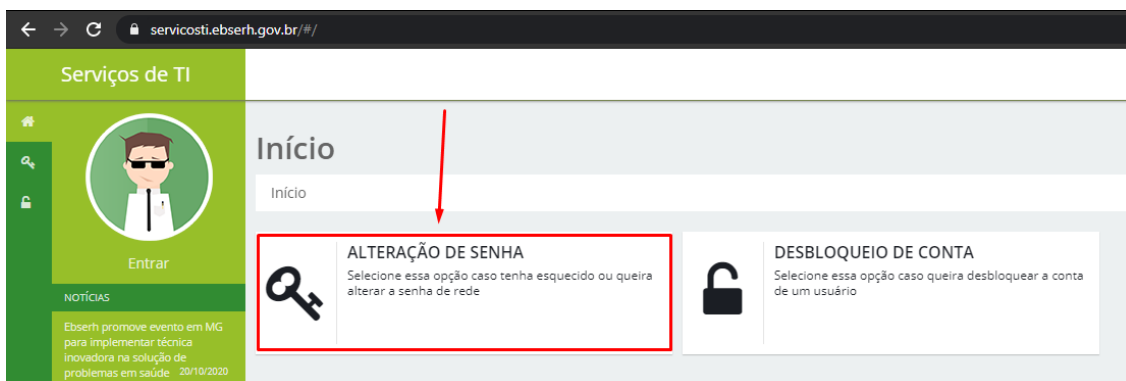 servicosti.ebserh.gov.br/#/
Serviços de TI
Início
Início
Entrar
NOTÍCIAS
Ebserh promove evento em MG
para implementar técnica
inovadora na solução de
problemas em saúde 20/10/2020
ALTERAÇÃO DE SENHA
Selecione essa opção caso tenha esquecido ou queira
alterar a senha de rede
DESBLOQUEIO DE CONTA
Selecione essa opção caso queira desbloquear a conta
de um usuário